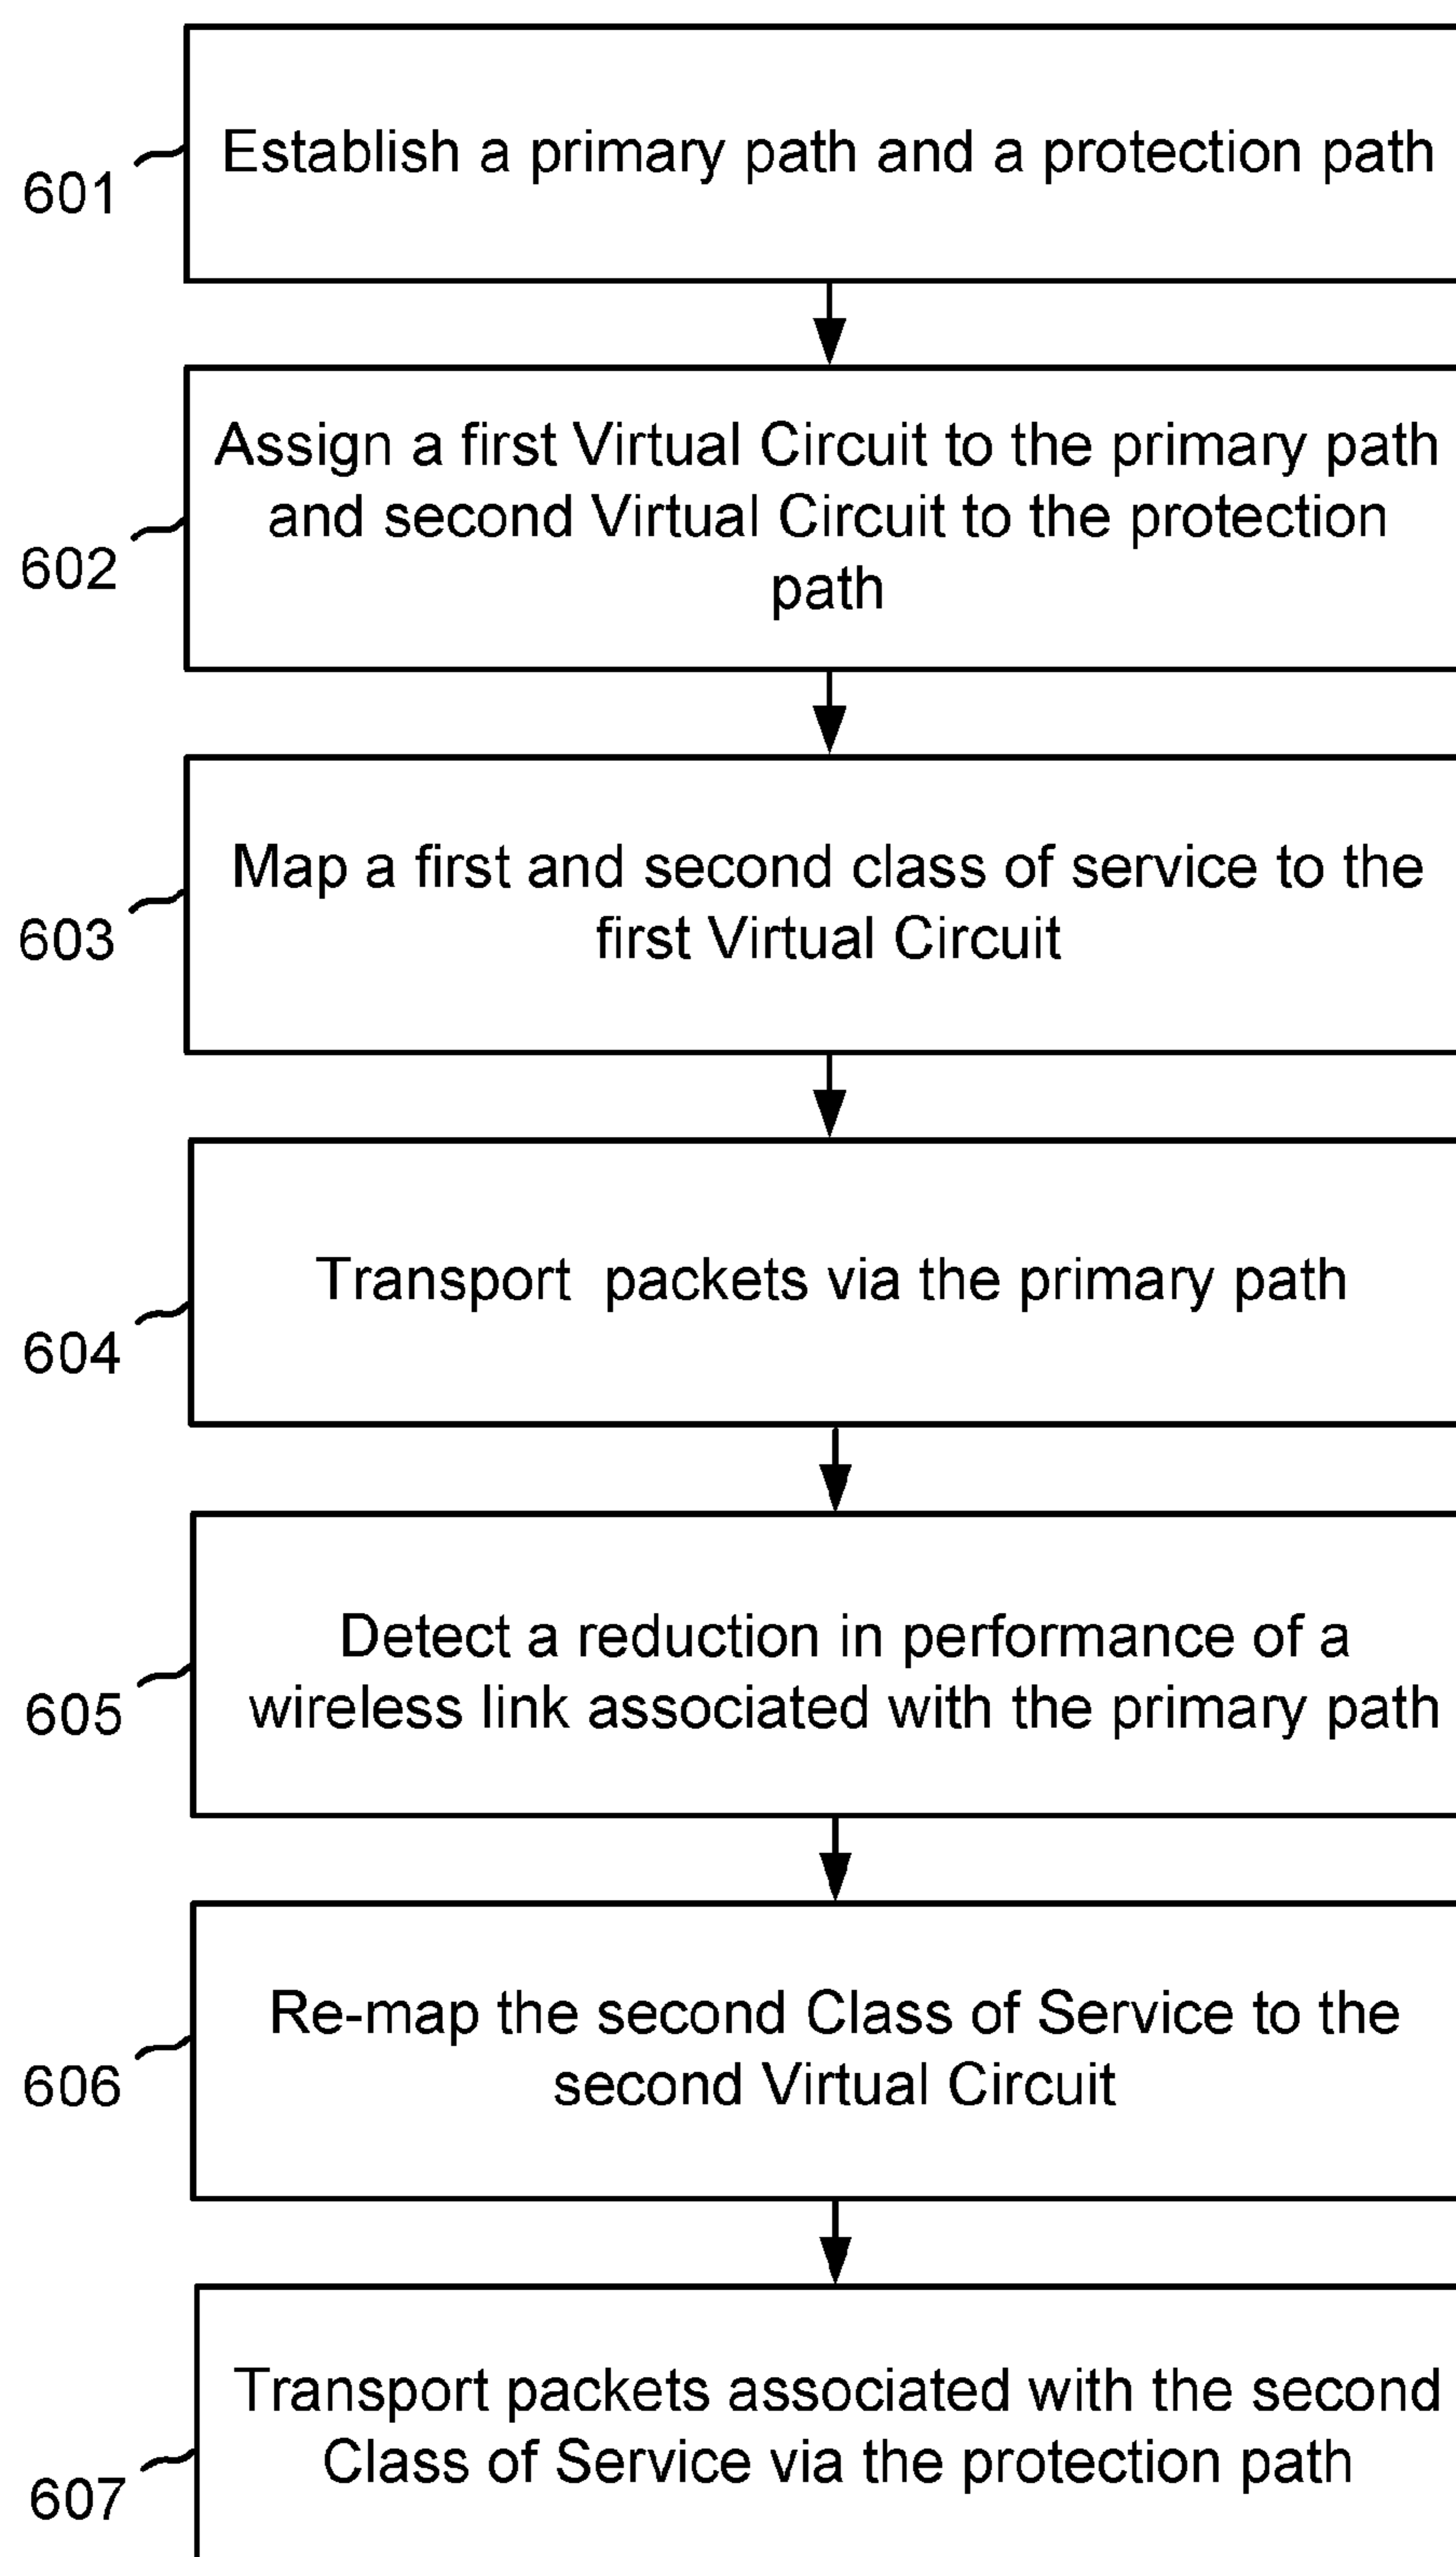 Establish a primary path and a protection path
601
Assign a first Virtual Circuit to the primary path
and second Virtual Circuit to the protection
path
602
Map a first and second class of service to the
first Virtual Circuit
603
Transport packets via the primary path
604
Detect a reduction in performance of a
wireless link associated with the primary path
605
Re-map the second Class of Service to the
second Virtual Circuit
606
Transport packets associated with the second
Class of Service via the protection path
607